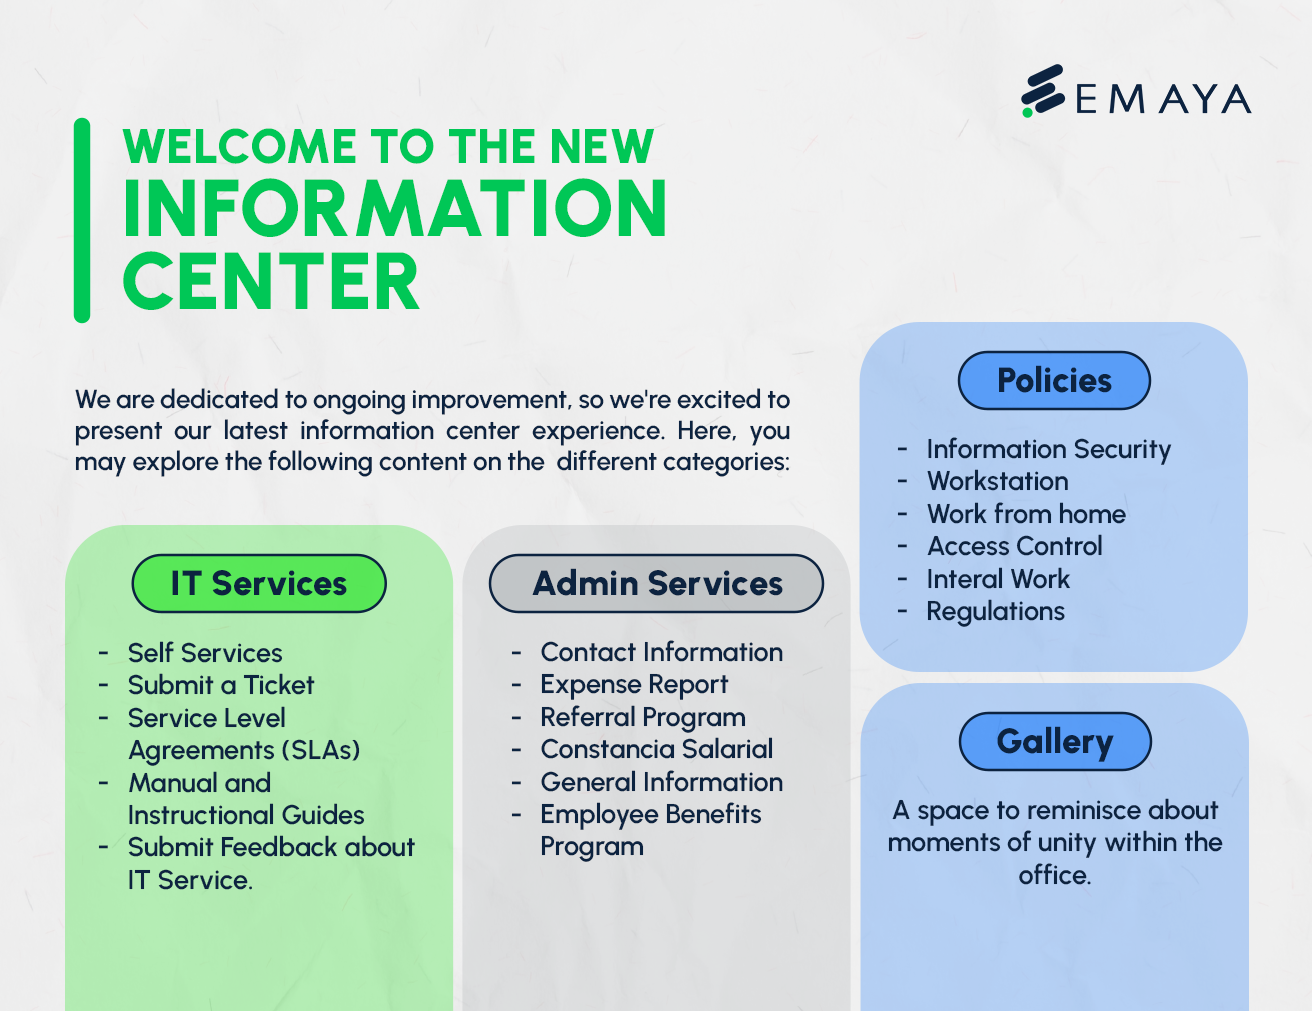 EMAYA
WELCOME TO THE NEW
INFORMATION
CENTER
We are dedicated to ongoing improvement, so we're excited to
present our latest information center experience. Here, you
may explore the following content on the different categories:
IT Services
- Self Services
- Submit a Ticket
- Service Level
Agreements (SLAs)
- Manual and
Instructional Guides
- Submit Feedback about
IT Service.
Admin Services
- Contact Information
- Expense Report
- Referral Program
- Constancia Salarial
- General Information
- Employee Benefits
Program
Policies
- Information Security
- Workstation
- Work from home
- Access Control
- Interal Work
- Regulations
Gallery
A space to reminisce about
moments of unity within the
office.